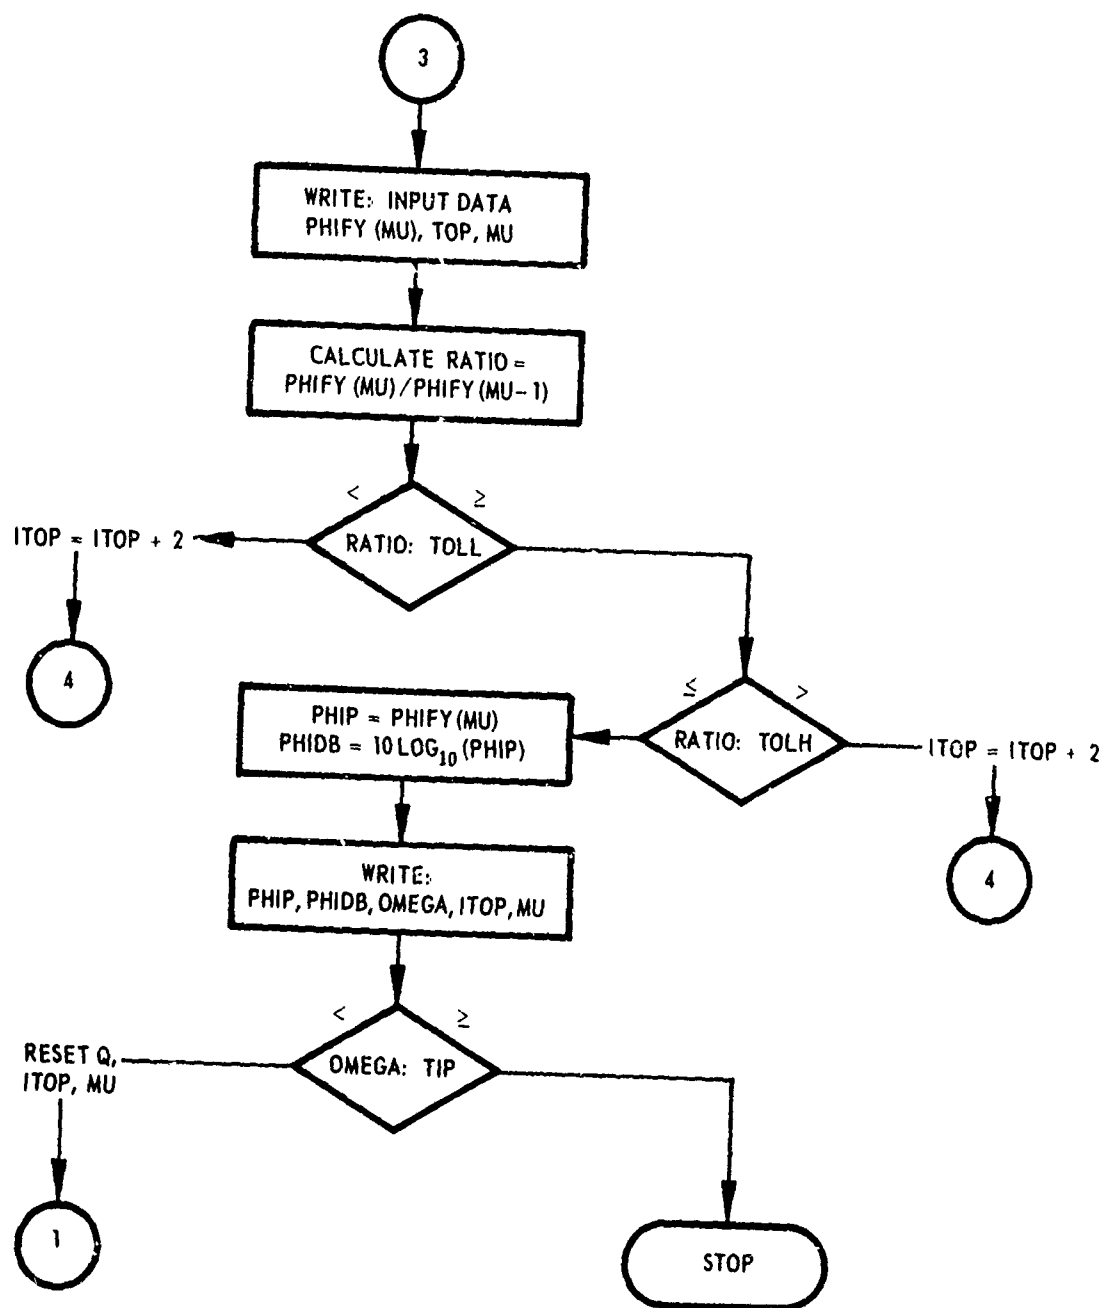 3
WRITE: INPUT DATA
PHIFY (MU), TOP, MU
CALCULATE RATIO =
PHIFY (MU) / PHIFY (MU-1)
< ≥
ITOP = ITOP + 2
RATIO: TOLL
4
≤ >
PHIP = PHIFY (MU)
PHIDB = 10 LOG₁₀ (PHIP)
RATIO: TOLH
ITOP = ITOP + 2
4
WRITE:
PHIP, PHIDB, OMEGA, ITOP, MU
< ≥
RESET Q,
ITOP, MU
OMEGA: TIP
1
STOP